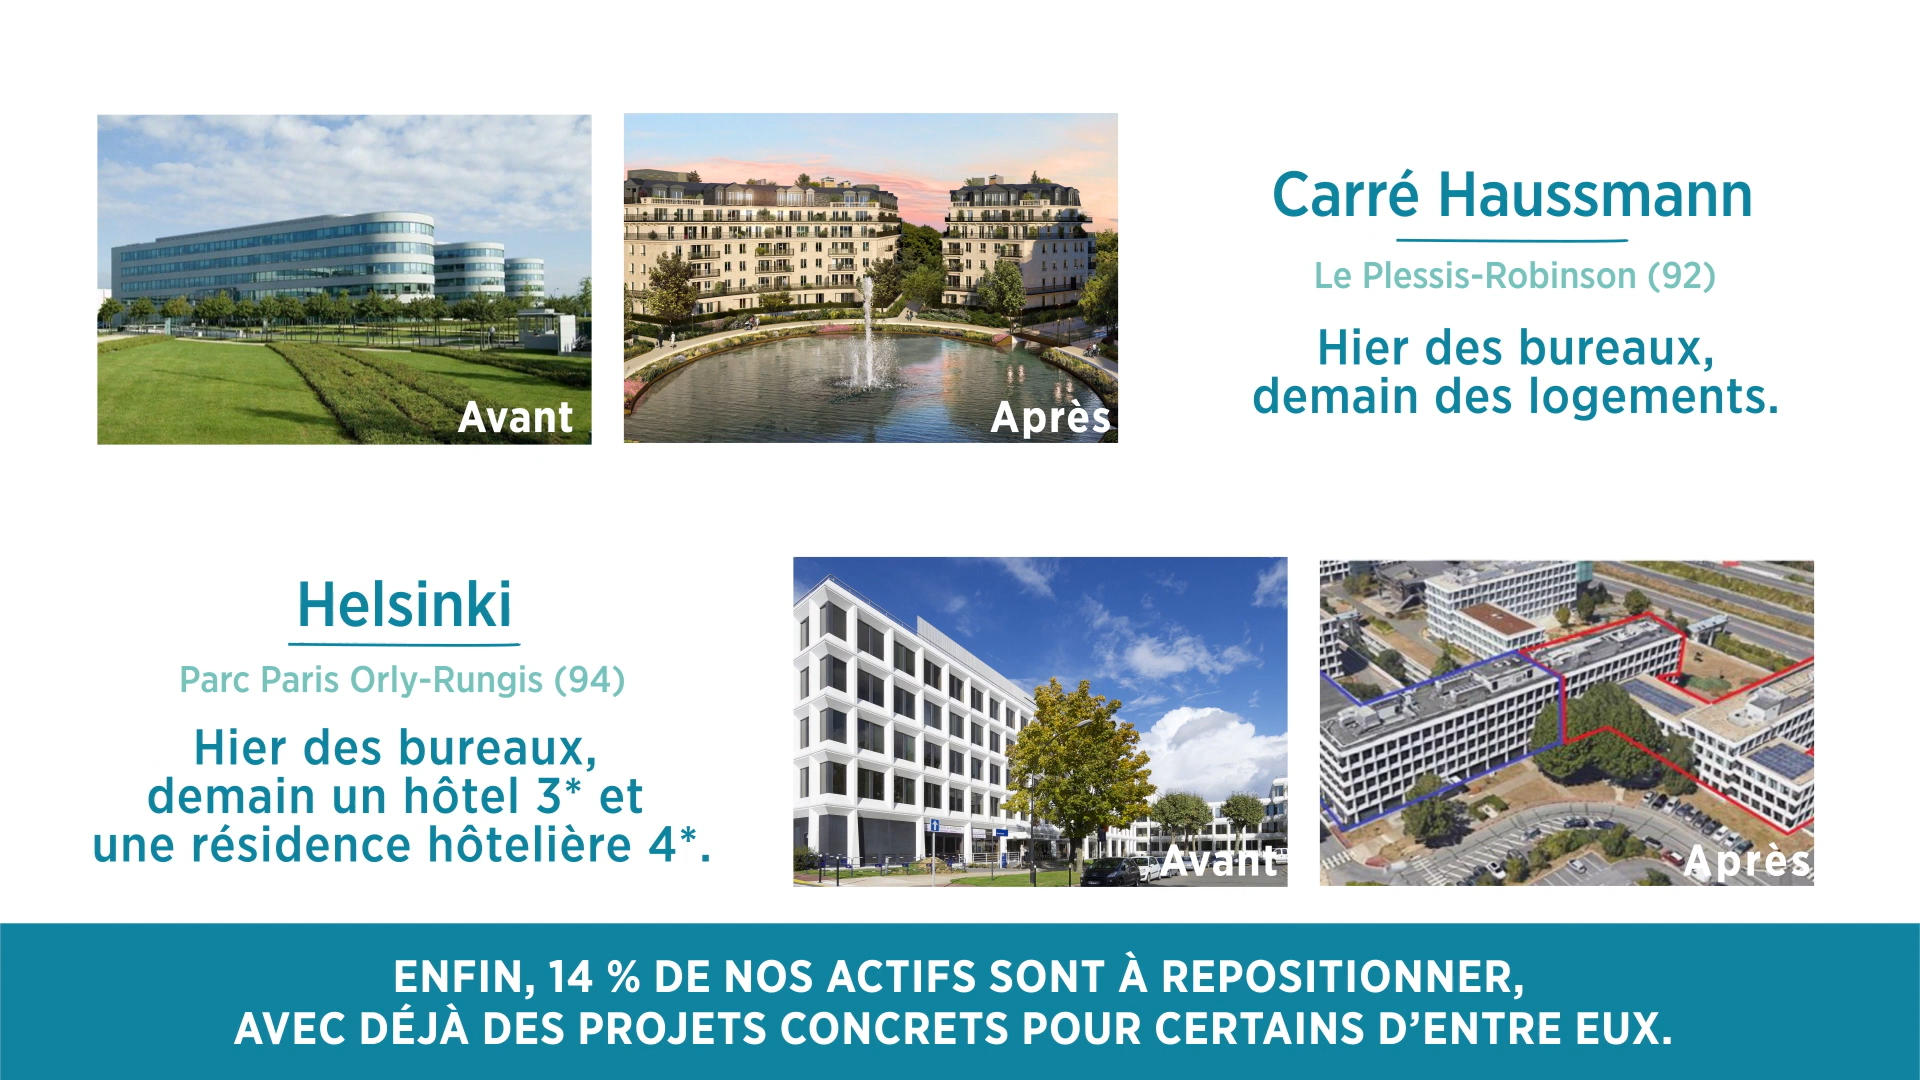 Avant
Après
Carré Haussmann
Le Plessis-Robinson (92)
Hier des bureaux,
demain des logements.
Helsinki
Parc Paris Orly-Rungis (94)
Hier des bureaux,
demain un hôtel 3* et
une résidence hôtelière 4*.
Avant
Après
ENFIN, 14 % DE NOS ACTIFS SONT À REPOSITIONNER,
AVEC DÉJÀ DES PROJETS CONCRETS POUR CERTAINS D’ENTRE EUX.